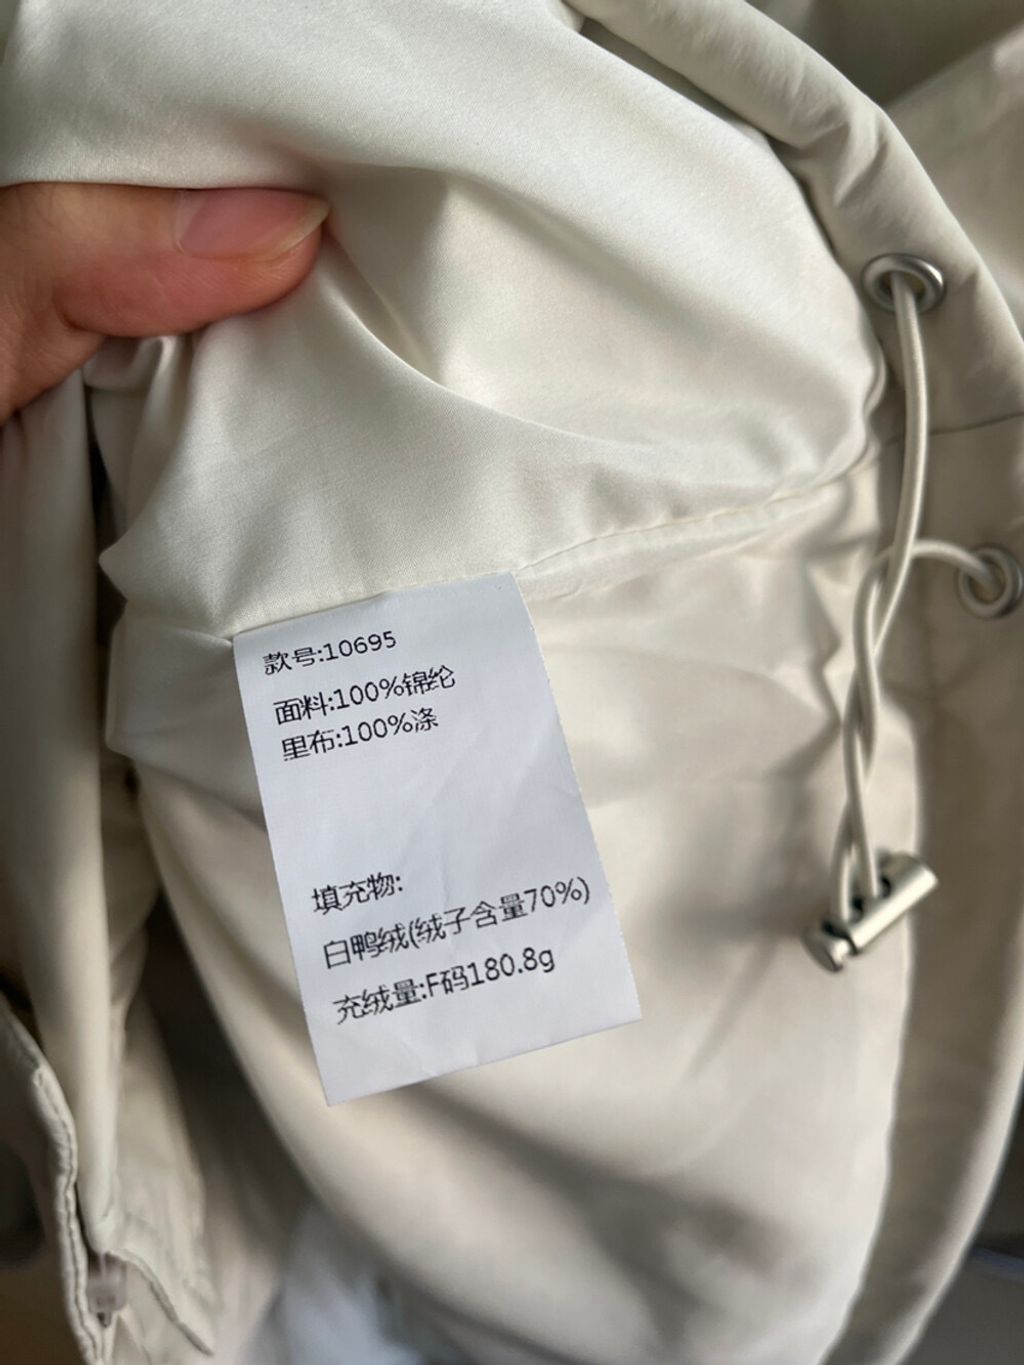 款号:10695
面料:100%锦纶
里布:100%涤
填充物:
白鸭绒(绒子含量70%)
充绒量:F码180.8g